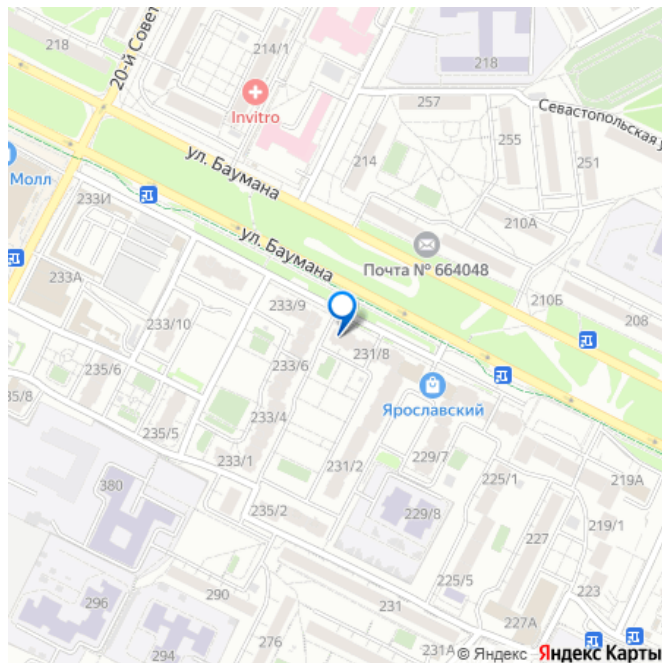 218
20-й Совет
214/1
218
Invitro
257
Севастопольская у
ул. Баумана
214
255
251
Молл
233И
210А
ул. Баумана
Почта № 664048
233А
210Б
233/10
233/9
208
235/6
233/6
231/8
35/8
Ярославский
235/5
233/4
233/1
231/2
229/7
225/1
219А
380
235/2
229/8
219/1
227
296
290
225/5
223
231
227А
294
276
231А
© Яндекс Яндекс Карты